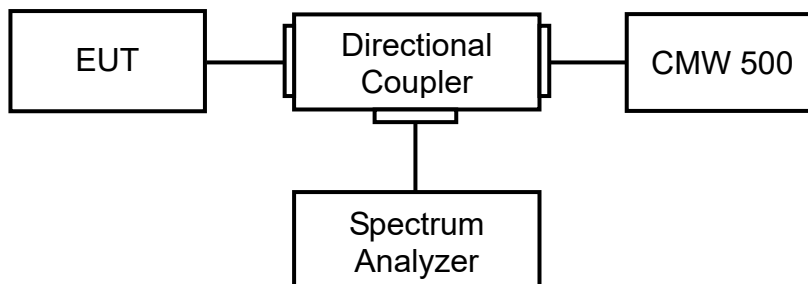 EUT
Directional
Coupler
CMW 500
Spectrum
Analyzer